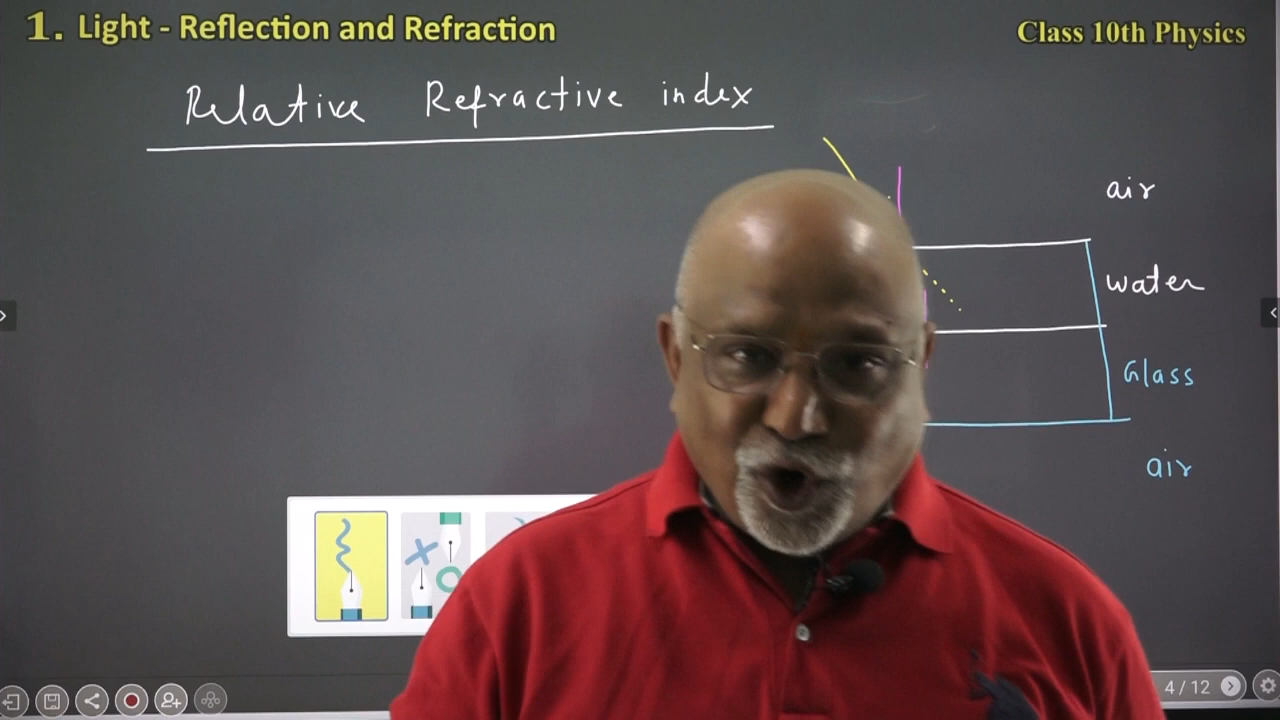 1. Light - Reflection and Refraction
Class 10th Physics
Relative Refractive index
air
water
Glass
air
4 / 12